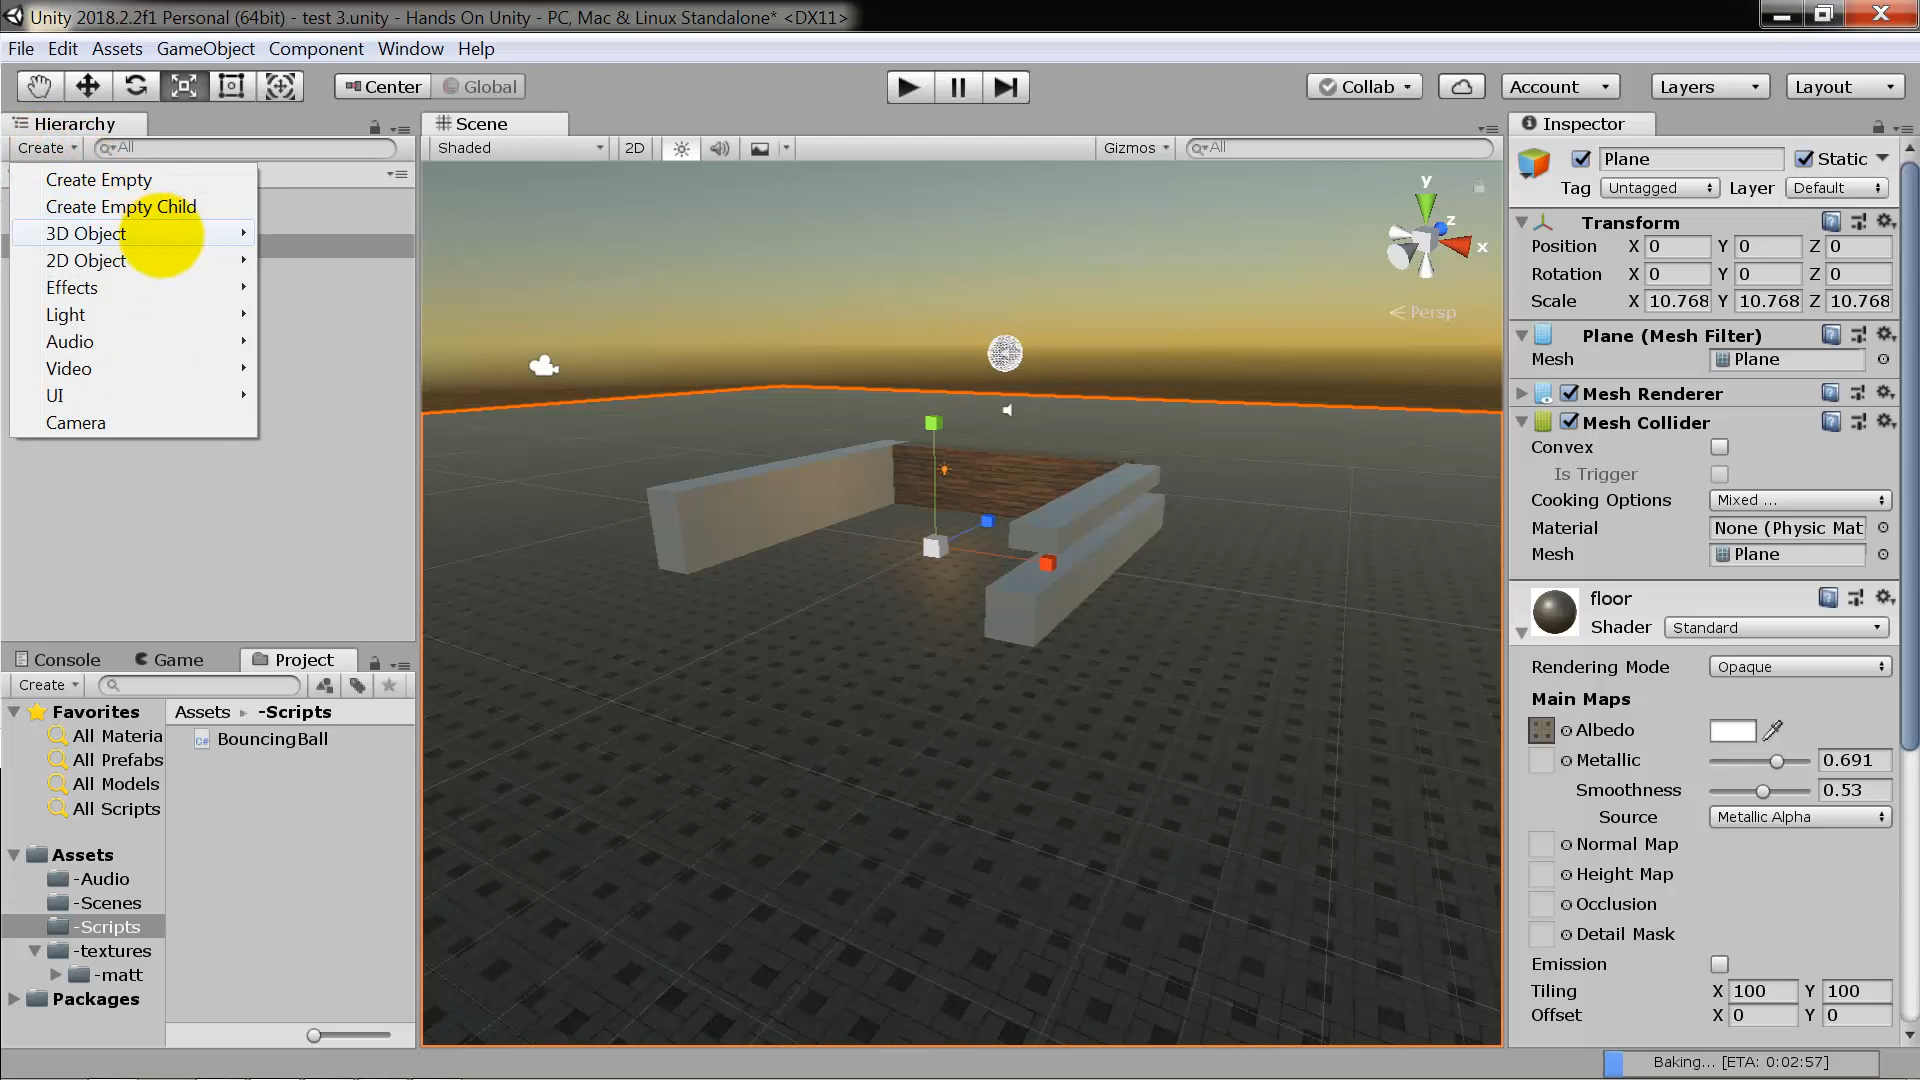 Unity 2018.2.2f1 Personal (64bit) - test 3.unity - Hands On Unity - PC, Mac & Linux Standalone* <DX11>
File Edit Assets GameObject Component Window Help
Center Global Collab Account Layers Layout
Hierarchy
Create All
Create Empty
Create Empty Child
3D Object
2D Object
Effects
Light
Audio
Video
UI
Camera
Scene
Shaded 2D Gizmos All
y
z
x
Persp
Console Game Project
Create
Favorites
All Materia
All Prefabs
All Models
All Scripts
Assets
-Audio
-Scenes
-Scripts
-textures
-matt
Packages
Assets -Scripts
C# BouncingBall
Inspector
Plane Static
Tag Untagged Layer Default
Transform
Position X 0 Y 0 Z 0
Rotation X 0 Y 0 Z 0
Scale X 10.768 Y 10.768 Z 10.768
Plane (Mesh Filter)
Mesh Plane
Mesh Renderer
Mesh Collider
Convex
Is Trigger
Cooking Options Mixed ...
Material None (Physic Mat
Mesh Plane
floor
Shader Standard
Rendering Mode Opaque
Main Maps
Albedo
Metallic 0.691
Smoothness 0.53
Source Metallic Alpha
Normal Map
Height Map
Occlusion
Detail Mask
Emission
Tiling X 100 Y 100
Offset X 0 Y 0
Baking... [ETA: 0:02:57]